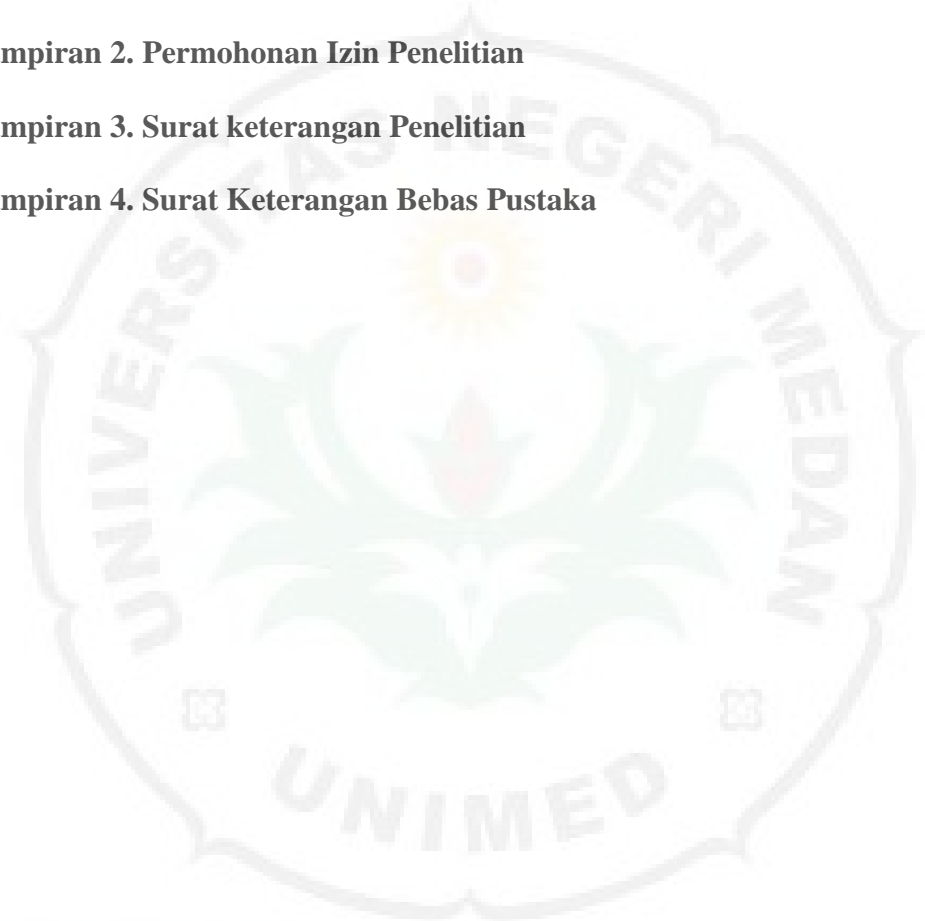 mpiran 2. Permohonan Izin Penelitian
mpiran 3. Surat keterangan Penelitian
mpiran 4. Surat Keterangan Bebas Pustaka
UNIVERSITAS NEGERI MEDAN
UNIMED